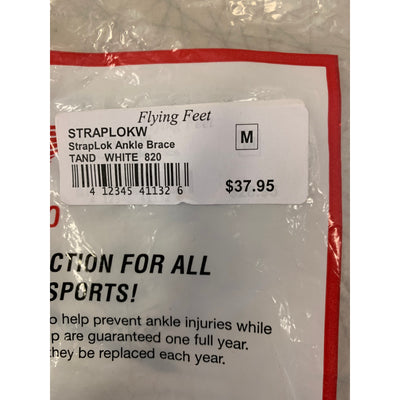 Flying Feet
STRAPLOKW
StrapLok Ankle Brace
TAND WHITE 820
M
4 12345 41132 6
$37.95
CTION FOR ALL
SPORTS!
o help prevent ankle injuries while
p are guaranteed one full year.
they be replaced each year.